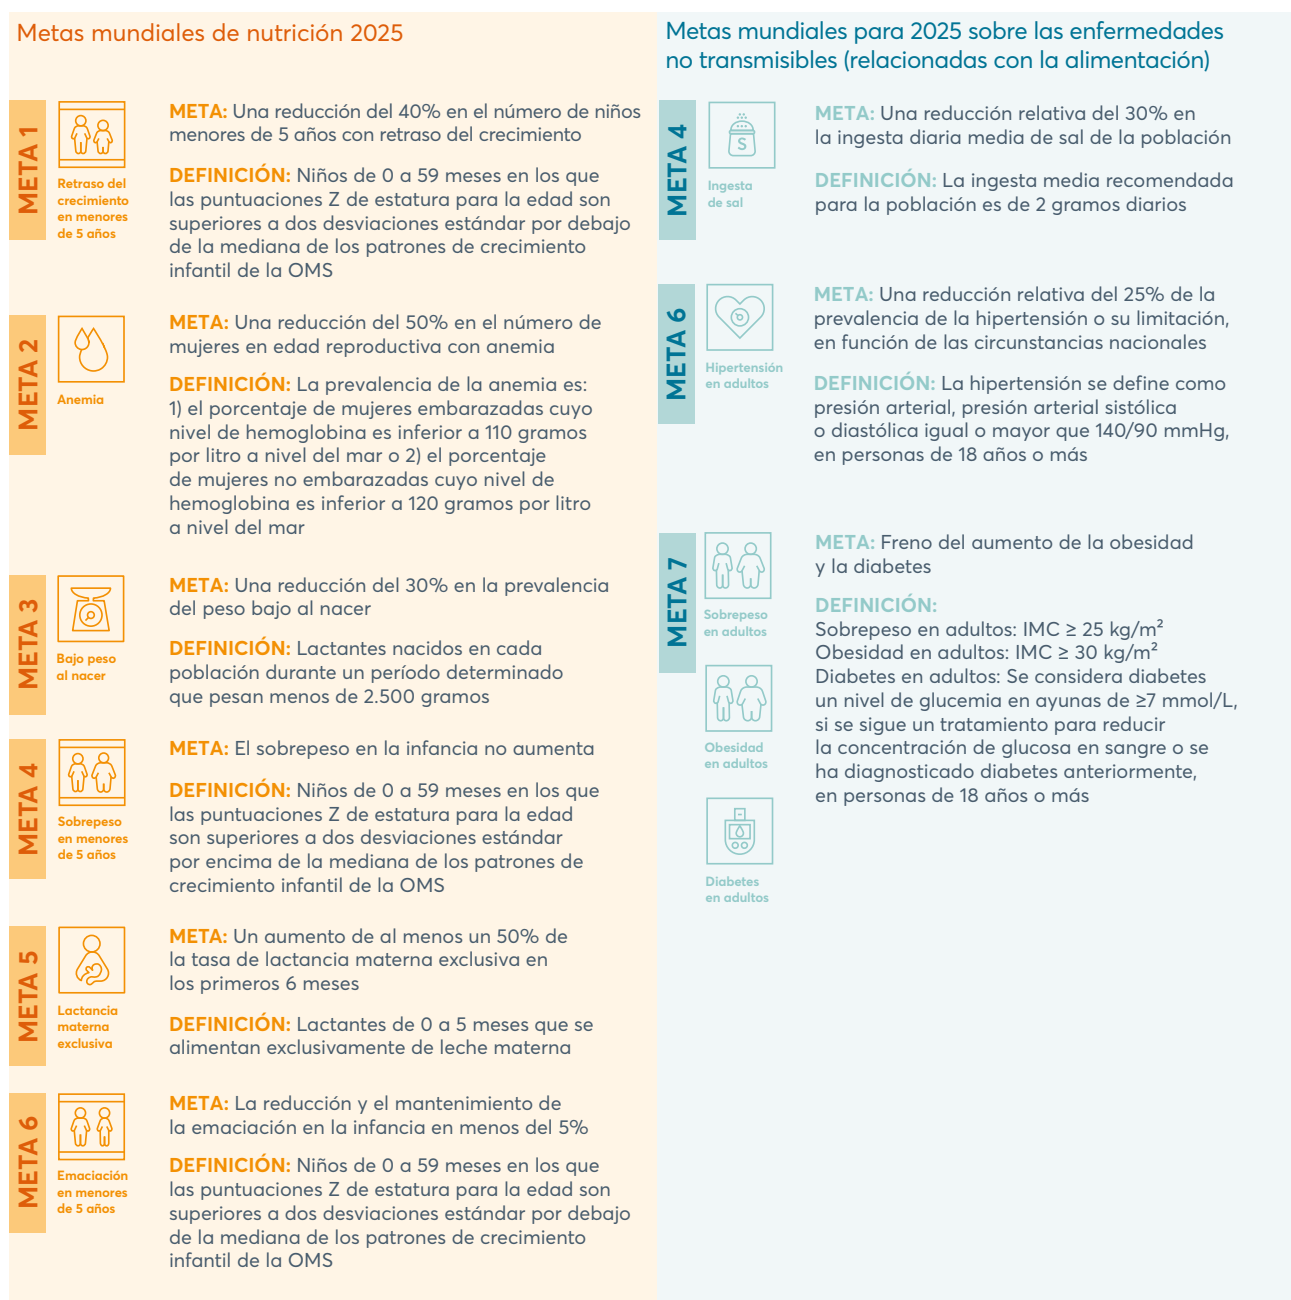 Metas mundiales de nutrición 2025
META 1
Retraso del
crecimiento
en menores
de 5 años
META: Una reducción del 40% en el número de niños
menores de 5 años con retraso del crecimiento
DEFINICIÓN: Niños de 0 a 59 meses en los que
las puntuaciones Z de estatura para la edad son
superiores a dos desviaciones estándar por debajo
de la mediana de los patrones de crecimiento
infantil de la OMS
META 2
Anemia
META: Una reducción del 50% en el número de
mujeres en edad reproductiva con anemia
DEFINICIÓN: La prevalencia de la anemia es:
1) el porcentaje de mujeres embarazadas cuyo
nivel de hemoglobina es inferior a 110 gramos
por litro a nivel del mar o 2) el porcentaje
de mujeres no embarazadas cuyo nivel de
hemoglobina es inferior a 120 gramos por litro
a nivel del mar
META 3
Bajo peso
al nacer
META: Una reducción del 30% en la prevalencia
del peso bajo al nacer
DEFINICIÓN: Lactantes nacidos en cada
población durante un período determinado
que pesan menos de 2.500 gramos
META 4
Sobrepeso
en menores
de 5 años
META: El sobrepeso en la infancia no aumenta
DEFINICIÓN: Niños de 0 a 59 meses en los que
las puntuaciones Z de estatura para la edad
son superiores a dos desviaciones estándar
por encima de la mediana de los patrones de
crecimiento infantil de la OMS
META 5
Lactancia
materna
exclusiva
META: Un aumento de al menos un 50% de
la tasa de lactancia materna exclusiva en
los primeros 6 meses
DEFINICIÓN: Lactantes de 0 a 5 meses que se
alimentan exclusivamente de leche materna
META 6
Emaciación
en menores
de 5 años
META: La reducción y el mantenimiento de
la emaciación en la infancia en menos del 5%
DEFINICIÓN: Niños de 0 a 59 meses en los que
las puntuaciones Z de estatura para la edad son
superiores a dos desviaciones estándar por debajo
de la mediana de los patrones de crecimiento
infantil de la OMS
Metas mundiales para 2025 sobre las enfermedades
no transmisibles (relacionadas con la alimentación)
META 4
S
Ingesta
de sal
META: Una reducción relativa del 30% en
la ingesta diaria media de sal de la población
DEFINICIÓN: La ingesta media recomendada
para la población es de 2 gramos diarios
META 6
Hipertensión
en adultos
META: Una reducción relativa del 25% de la
prevalencia de la hipertensión o su limitación,
en función de las circunstancias nacionales
DEFINICIÓN: La hipertensión se define como
presión arterial, presión arterial sistólica
o diastólica igual o mayor que 140/90 mmHg,
en personas de 18 años o más
META 7
Sobrepeso
en adultos
Obesidad
en adultos
Diabetes
en adultos
META: Freno del aumento de la obesidad
y la diabetes
DEFINICIÓN:
Sobrepeso en adultos: IMC ≥ 25 kg/m²
Obesidad en adultos: IMC ≥ 30 kg/m²
Diabetes en adultos: Se considera diabetes
un nivel de glucemia en ayunas de ≥7 mmol/L,
si se sigue un tratamiento para reducir
la concentración de glucosa en sangre o se
ha diagnosticado diabetes anteriormente,
en personas de 18 años o más